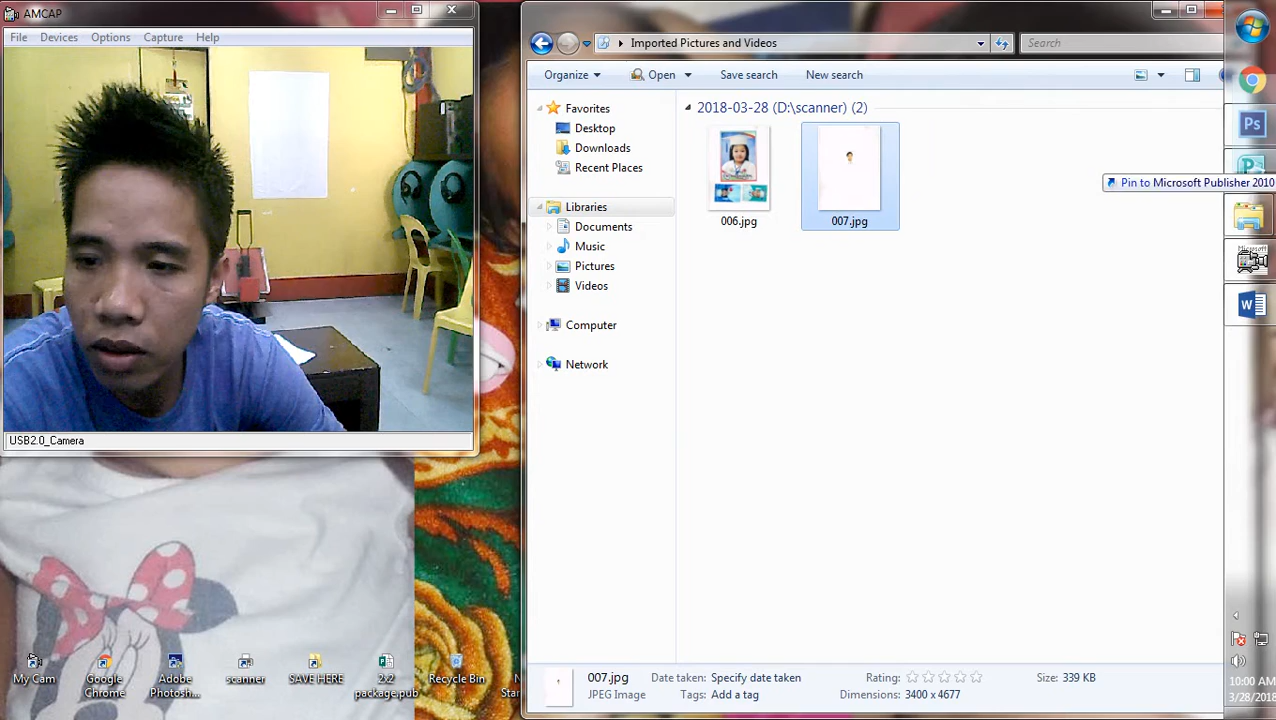 AMCAP
File Devices Options Capture Help
USB2.0_Camera
Imported Pictures and Videos
Search
Organize Open Save search New search
Favorites
Desktop
Downloads
Recent Places
Libraries
Documents
Music
Pictures
Videos
Computer
Network
2018-03-28 (D:\scanner) (2)
006.jpg
007.jpg
Ps
Pin to Microsoft Publisher 2010
Microsoft
W
007.jpg Date taken: Specify date taken Rating: Size: 339 KB
JPEG Image Tags: Add a tag Dimensions: 3400 x 4677
My Cam
Google Chrome
Adobe Photosh...
scanner
SAVE HERE
2x2 package.pub
Recycle Bin
10:00 AM
3/28/2018